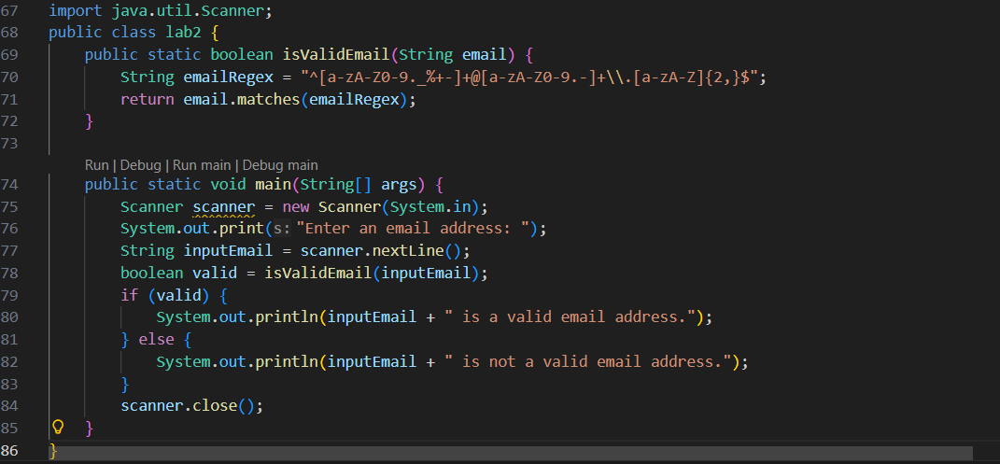 67 import java.util.Scanner;
68 public class lab2 {
69 public static boolean isValidEmail(String email) {
70 String emailRegex = "^[a-zA-Z0-9._%+-]+@[a-zA-Z0-9.-]+\\.[a-zA-Z]{2,}$";
71 return email.matches(emailRegex);
72 }
73
Run | Debug | Run main | Debug main
74 public static void main(String[] args) {
75 Scanner scanner = new Scanner(System.in);
76 System.out.print(s: "Enter an email address: ");
77 String inputEmail = scanner.nextLine();
78 boolean valid = isValidEmail(inputEmail);
79 if (valid) {
80 System.out.println(inputEmail + " is a valid email address.");
81 } else {
82 System.out.println(inputEmail + " is not a valid email address.");
83 }
84 scanner.close();
85 }
86 }